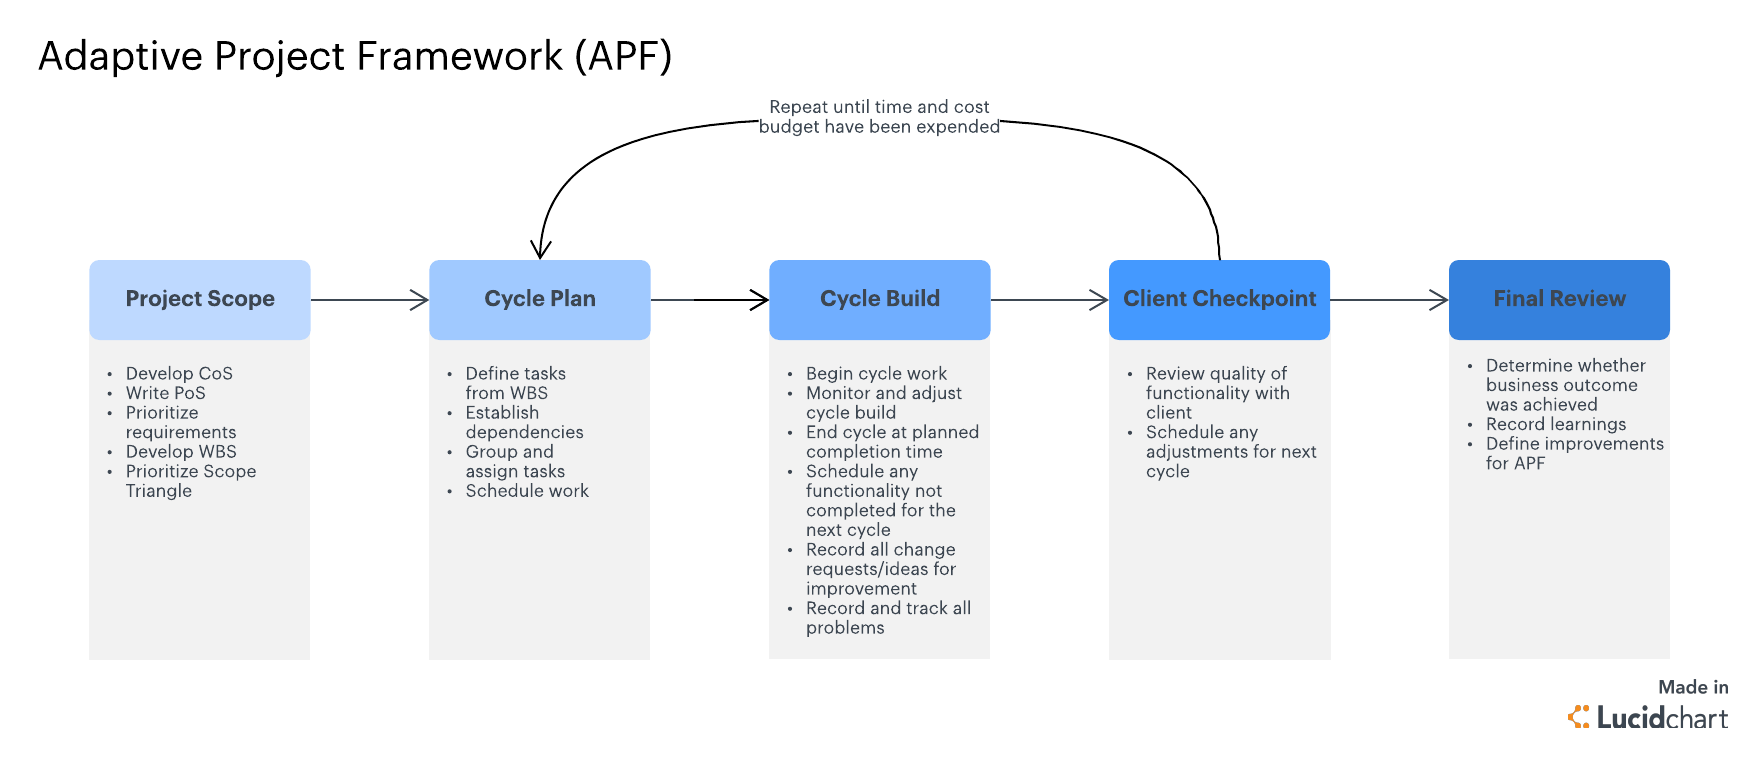 Adaptive Project Framework (APF)
Repeat until time and cost
budget have been expended
Project Scope
• Develop CoS
• Write PoS
• Prioritize
requirements
• Develop WBS
• Prioritize Scope
Triangle
Cycle Plan
• Define tasks
from WBS
• Establish
dependencies
• Group and
assign tasks
• Schedule work
Cycle Build
• Begin cycle work
• Monitor and adjust
cycle build
• End cycle at planned
completion time
• Schedule any
functionality not
completed for the
next cycle
• Record all change
requests/ideas for
improvement
• Record and track all
problems
Client Checkpoint
• Review quality of
functionality with
client
• Schedule any
adjustments for next
cycle
Final Review
• Determine whether
business outcome
was achieved
• Record learnings
• Define improvements
for APF
Made in
Lucidchart